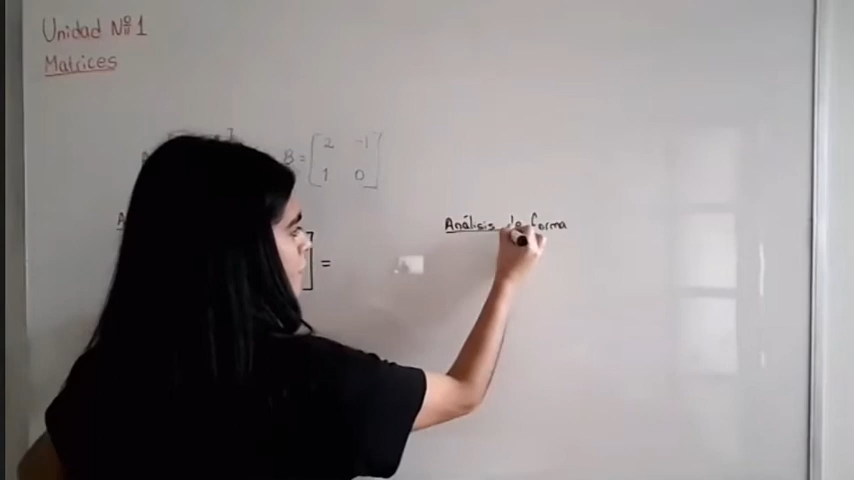 Unidad Nº1
Matrices
B = [2 -1
1 0]
Análisis de forma
] =